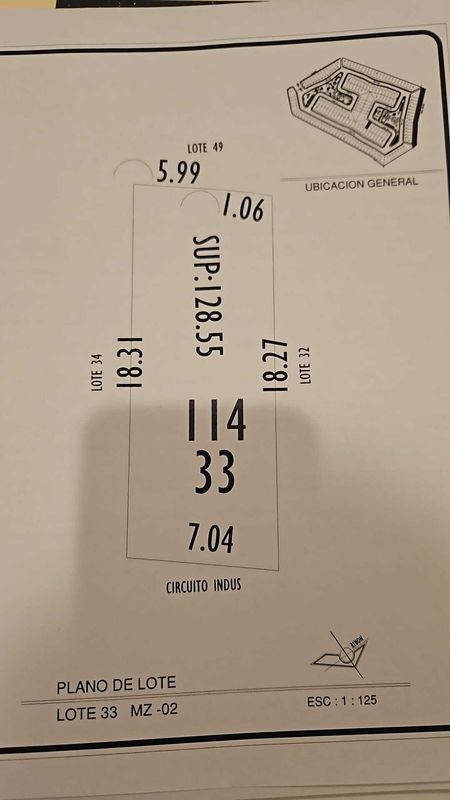 LOTE 49
5.99
1.06
UBICACION GENERAL
SUP:128.55
LOTE 34
18.31
18.27
LOTE 32
114
33
7.04
CIRCUITO INDUS
NORTE
PLANO DE LOTE
LOTE 33 MZ -02
ESC : 1 : 125